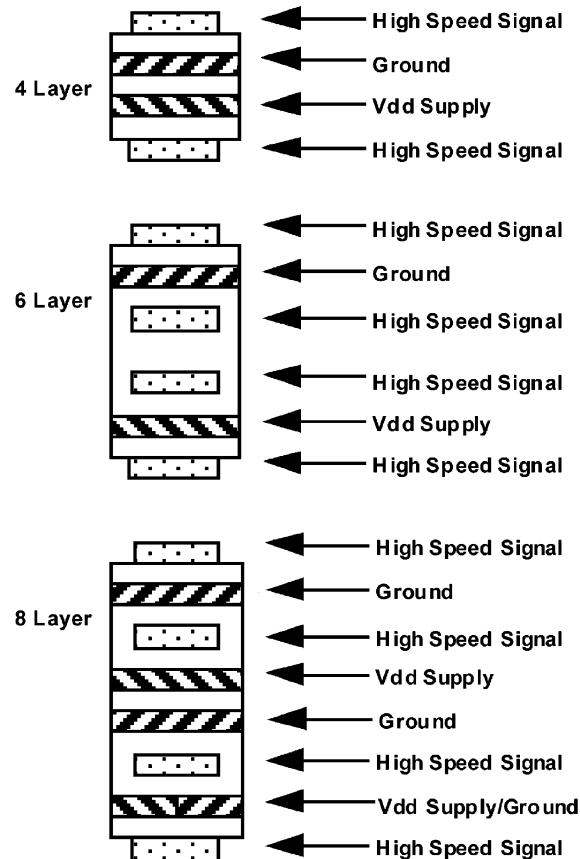 High Speed Signal
Ground
4 Layer
Vdd Supply
High Speed Signal
High Speed Signal
Ground
6 Layer
High Speed Signal
High Speed Signal
Vdd Supply
High Speed Signal
High Speed Signal
Ground
8 Layer
High Speed Signal
Vdd Supply
Ground
High Speed Signal
Vdd Supply/Ground
High Speed Signal